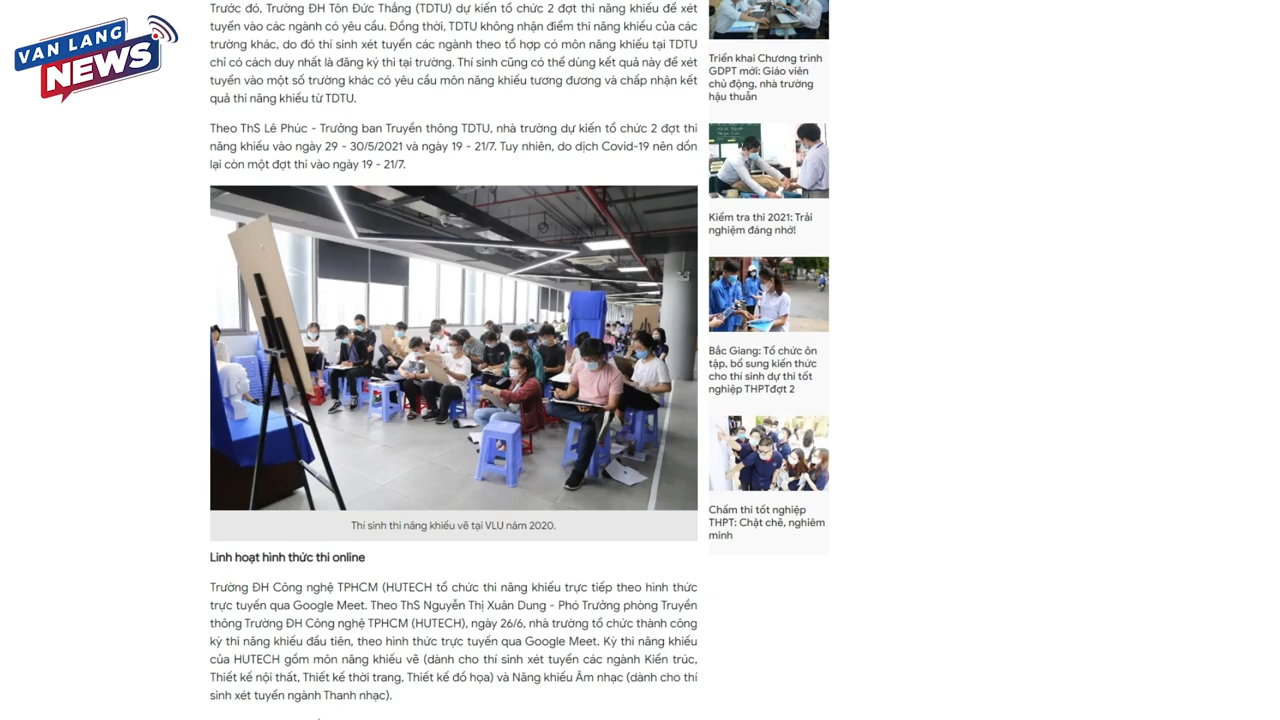 VAN LANG
NEWS
Trước đó, Trường ĐH Tôn Đức Thắng (TDTU) dự kiến tổ chức 2 đợt thi năng khiếu để xét
tuyển vào các ngành có yêu cầu. Đồng thời, TDTU không nhận điểm thi năng khiếu của các
trường khác, do đó thí sinh xét tuyển các ngành theo tổ hợp có môn năng khiếu tại TDTU
chỉ có cách duy nhất là đăng ký thi tại trường. Thí sinh cũng có thể dùng kết quả này để xét
tuyển vào một số trường khác có yêu cầu môn năng khiếu tương đương và chấp nhận kết
quả thi năng khiếu từ TDTU.
Theo ThS Lê Phúc - Trưởng ban Truyền thông TDTU, nhà trường dự kiến tổ chức 2 đợt thi
năng khiếu vào ngày 29 - 30/5/2021 và ngày 19 - 21/7. Tuy nhiên, do dịch Covid-19 nên dồn
lại còn một đợt thi vào ngày 19 - 21/7.
Thí sinh thi năng khiếu vẽ tại VLU năm 2020.
Linh hoạt hình thức thi online
Trường ĐH Công nghệ TPHCM (HUTECH tổ chức thi năng khiếu trực tiếp theo hình thức
trực tuyến qua Google Meet. Theo ThS Nguyễn Thị Xuân Dung - Phó Trưởng phòng Truyền
thông Trường ĐH Công nghệ TPHCM (HUTECH), ngày 26/6, nhà trường tổ chức thành công
kỳ thi năng khiếu đầu tiên, theo hình thức trực tuyến qua Google Meet. Kỳ thi năng khiếu
của HUTECH gồm môn năng khiếu vẽ (dành cho thí sinh xét tuyển các ngành Kiến trúc,
Thiết kế nội thất, Thiết kế thời trang, Thiết kế đồ họa) và Năng khiếu Âm nhạc (dành cho thí
sinh xét tuyển ngành Thanh nhạc).
Triển khai Chương trình
GDPT mới: Giáo viên
chủ động, nhà trường
hậu thuẫn
Kiểm tra thi 2021: Trải
nghiệm đáng nhớ!
Bắc Giang: Tổ chức ôn
tập, bổ sung kiến thức
cho thí sinh dự thi tốt
nghiệp THPTđợt 2
Chấm thi tốt nghiệp
THPT: Chặt chẽ, nghiêm
minh